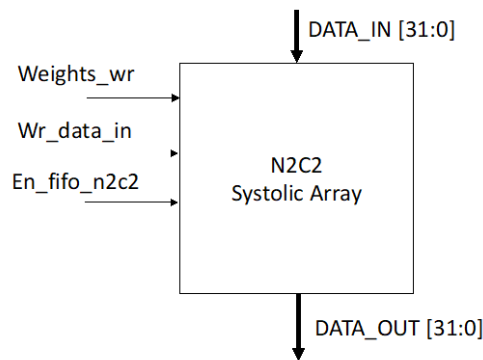 DATA_IN [31:0]
Weights_wr
Wr_data_in
En_fifo_n2c2
N2C2
Systolic Array
DATA_OUT [31:0]